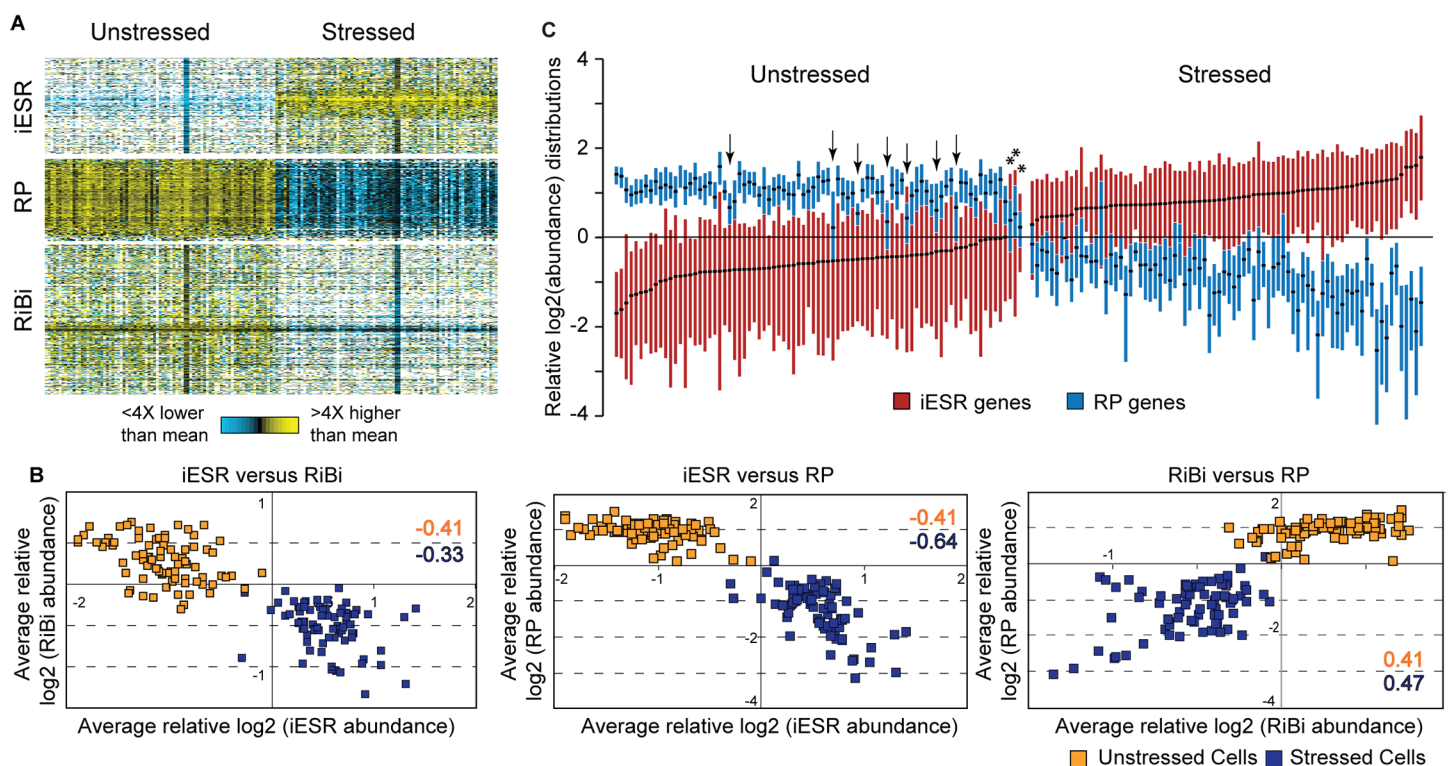 A
Unstressed
Stressed
iESR
RP
RiBi
<4X lower
than mean
>4X higher
than mean
C
Relative log2(abundance) distributions
4
2
0
-2
-4
Unstressed
Stressed
**
*
iESR genes
RP genes
B
iESR versus RiBi
Average relative
log2 (RiBi abundance)
1
-0.41
-0.33
-2
1
2
-1
Average relative log2 (iESR abundance)
iESR versus RP
Average relative
log2 (RP abundance)
2
-0.41
-0.64
-2
-1
1
2
-2
-4
Average relative log2 (iESR abundance)
RiBi versus RP
Average relative
log2 (RP abundance)
2
-1
-2
0.41
0.47
-4
Average relative log2 (RiBi abundance)
Unstressed Cells
Stressed Cells